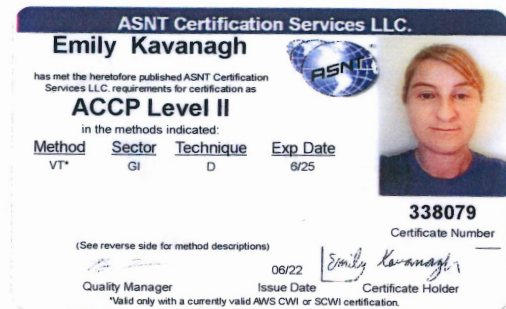 ASNT Certification Services LLC.
Emily Kavanagh
ASNT
has met the heretofore published ASNT Certification
Services LLC. requirements for certification as
ACCP Level II
in the methods indicated:
Method Sector Technique Exp Date
VT* GI D 6/25
338079
Certificate Number
(See reverse side for method descriptions)
06/22 Emily Kavanagh
Quality Manager Issue Date Certificate Holder
*Valid only with a currently valid AWS CWI or SCWI certification.